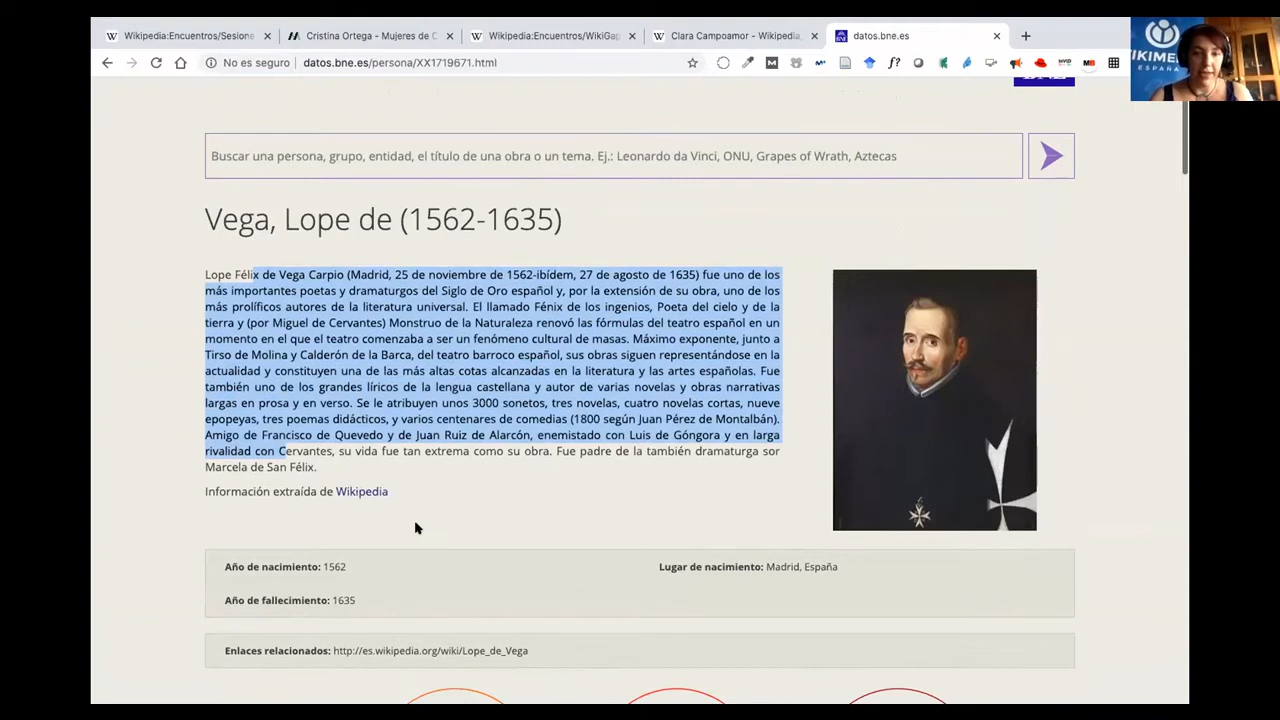 Wikipedia:Encuentros/Sesione
Cristina Ortega - Mujeres de C
Wikipedia:Encuentros/WikiGap
Clara Campoamor - Wikipedia,
datos.bne.es
No es seguro
datos.bne.es/persona/XX1719671.html
WIKIMEDIA
ESPAÑA
Buscar una persona, grupo, entidad, el título de una obra o un tema. Ej.: Leonardo da Vinci, ONU, Grapes of Wrath, Aztecas
Vega, Lope de (1562-1635)
Lope Félix de Vega Carpio (Madrid, 25 de noviembre de 1562-ibídem, 27 de agosto de 1635) fue uno de los
más importantes poetas y dramaturgos del Siglo de Oro español y, por la extensión de su obra, uno de
los más prolíficos autores de la literatura universal. El llamado Fénix de los ingenios, Poeta del cielo y de la
tierra y (por Miguel de Cervantes) Monstruo de la Naturaleza renovó las fórmulas del teatro español en un
momento en el que el teatro comenzaba a ser un fenómeno cultural de masas. Máximo exponente, junto a
Tirso de Molina y Calderón de la Barca, del teatro barroco español, sus obras siguen representándose en la
actualidad y constituyen una de las más altas cotas alcanzadas en la literatura y las artes españolas. Fue
también uno de los grandes líricos de la lengua castellana y autor de varias novelas y obras narrativas
largas en prosa y en verso. Se le atribuyen unos 3000 sonetos, tres novelas, cuatro novelas cortas, nueve
epopeyas, tres poemas didácticos, y varios centenares de comedias (1800 según Juan Pérez de Montalbán).
Amigo de Francisco de Quevedo y de Juan Ruiz de Alarcón, enemistado con Luis de Góngora y en larga
rivalidad con Cervantes, su vida fue tan extrema como su obra. Fue padre de la también dramaturga sor
Marcela de San Félix.
Información extraída de Wikipedia
Año de nacimiento: 1562
Lugar de nacimiento: Madrid, España
Año de fallecimiento: 1635
Enlaces relacionados: http://es.wikipedia.org/wiki/Lope_de_Vega